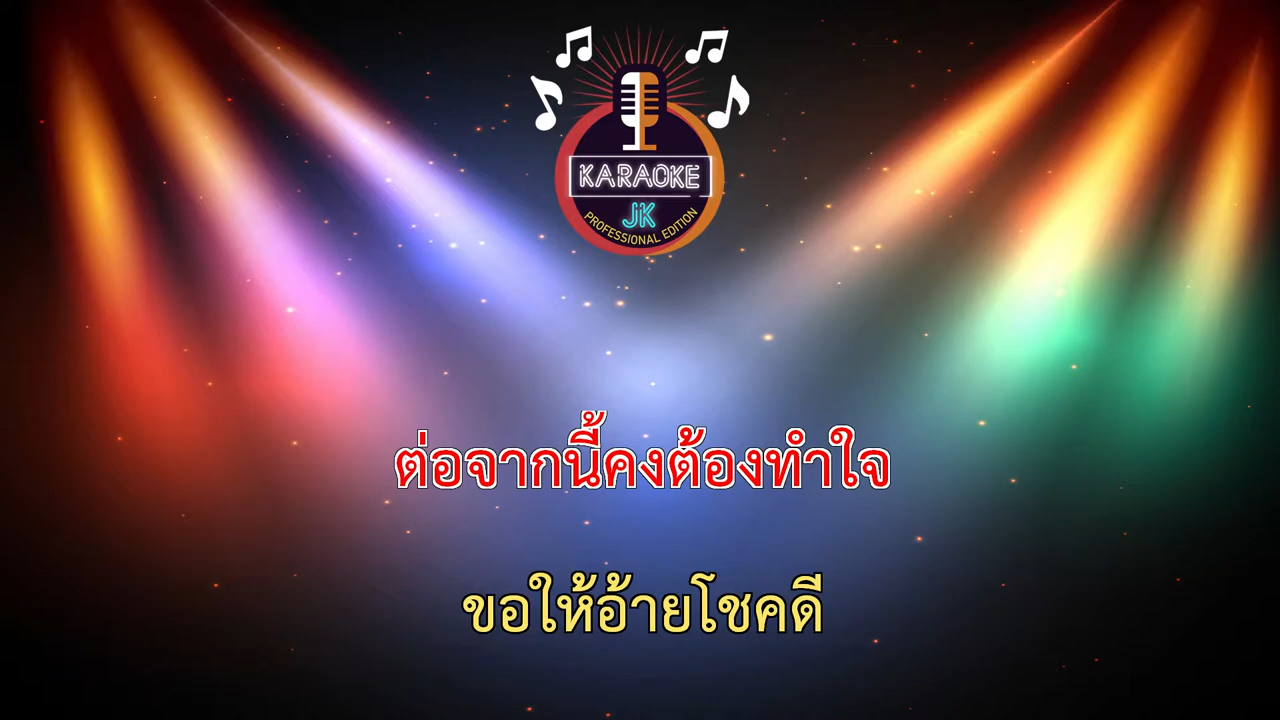 KARAOKE
JK
PROFESSIONAL EDITION
ต่อจากนี้คงต้องทำใจ
ขอให้อ้ายโชคดี